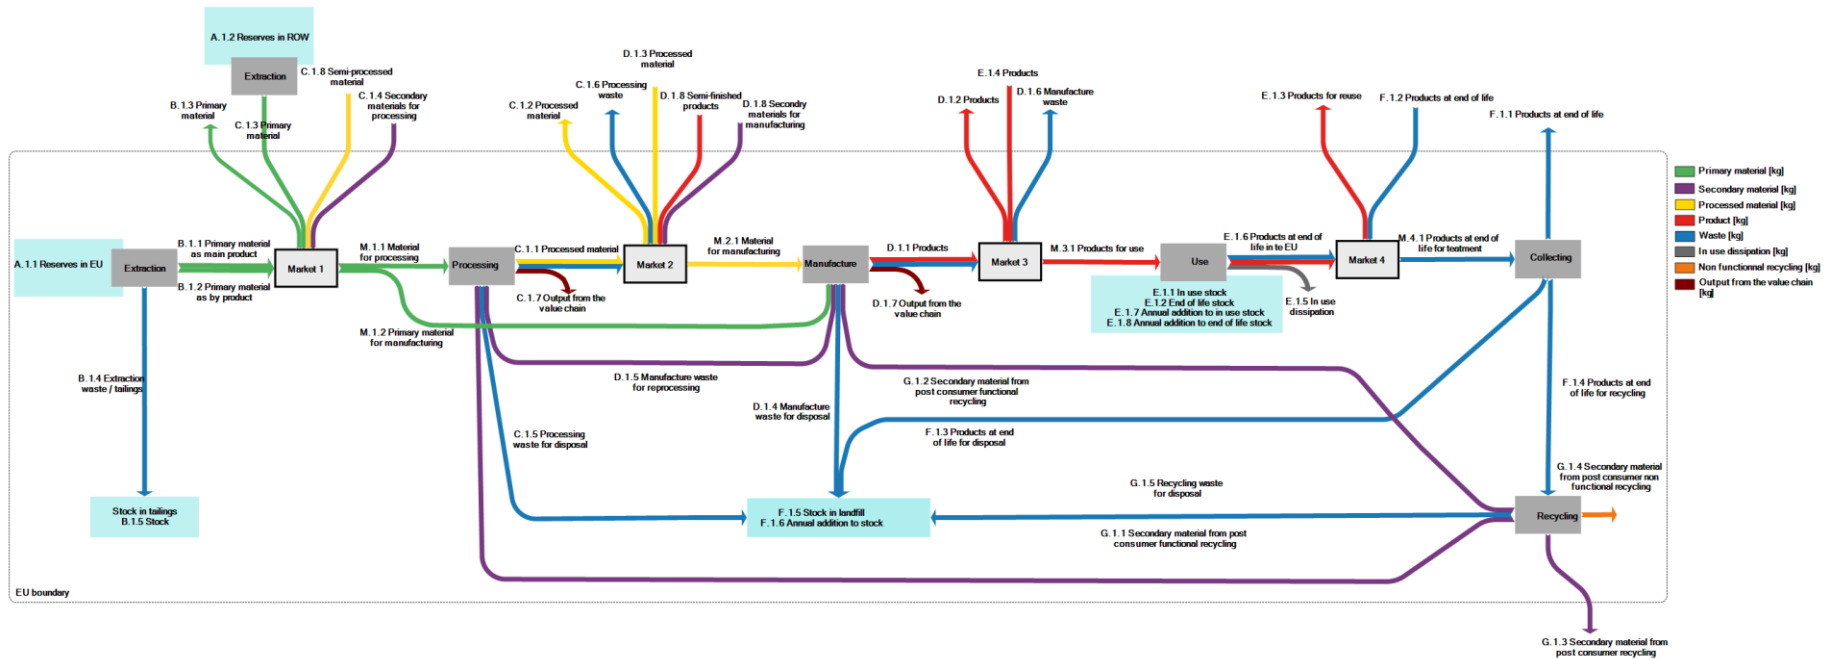 A.1.2 Reserves in ROW
Extraction
C.1.8 Semi-processed
material
B.1.3 Primary
material
C.1.3 Primary
material
C.1.4 Secondary
materials for
processing
D.1.3 Processed
material
C.1.6 Processing
waste
C.1.2 Processed
material
D.1.8 Semi-finished
products
D.1.8 Secondry
materials for
manufacturing
E.1.4 Products
D.1.2 Products
D.1.6 Manufacture
waste
E.1.3 Products for reuse
F.1.2 Products at end of life
F.1.1 Products at end of life
Primary material [kg]
Secondary material [kg]
Processed material [kg]
Product [kg]
Waste [kg]
In use dissipation [kg]
Non functionnal recycling [kg]
Output from the value chain
[kg]
A.1.1 Reserves in EU
Extraction
B.1.1 Primary material
as main product
B.1.2 Primary material
as by product
Market 1
M.1.1 Material
for processing
Processing
C.1.1 Processed material
C.1.7 Output from the
value chain
Market 2
M.2.1 Material
for manufacturing
Manufacture
D.1.1 Products
D.1.7 Output from the
value chain
Market 3
M.3.1 Products for use
Use
E.1.6 Products at end of
life in to EU
E.1.5 In use
dissipation
Market 4
M.4.1 Products at end of
life for teatment
Collecting
E.1.1 In use stock
E.1.2 End of life stock
E.1.7 Annual addition to in use stock
E.1.8 Annual addition to end of life stock
M.1.2 Primary material
for manufacturing
B.1.4 Extraction
waste / tailings
D.1.5 Manufacture waste
for reprocessing
G.1.2 Secondary material from
post consumer functional
recycling
F.1.4 Products at end
of life for recycling
D.1.4 Manufacture
waste for disposal
C.1.5 Processing
waste for disposal
F.1.3 Products at end
of life for disposal
G.1.4 Secondary material
from post consumer non
functional recycling
G.1.5 Recycling waste
for disposal
Stock in tailings
B.1.5 Stock
F.1.5 Stock in landfill
F.1.6 Annual addition to stock
Recycling
G.1.1 Secondary material from post
consumer functional recycling
EU boundary
G.1.3 Secondary material from
post consumer recycling